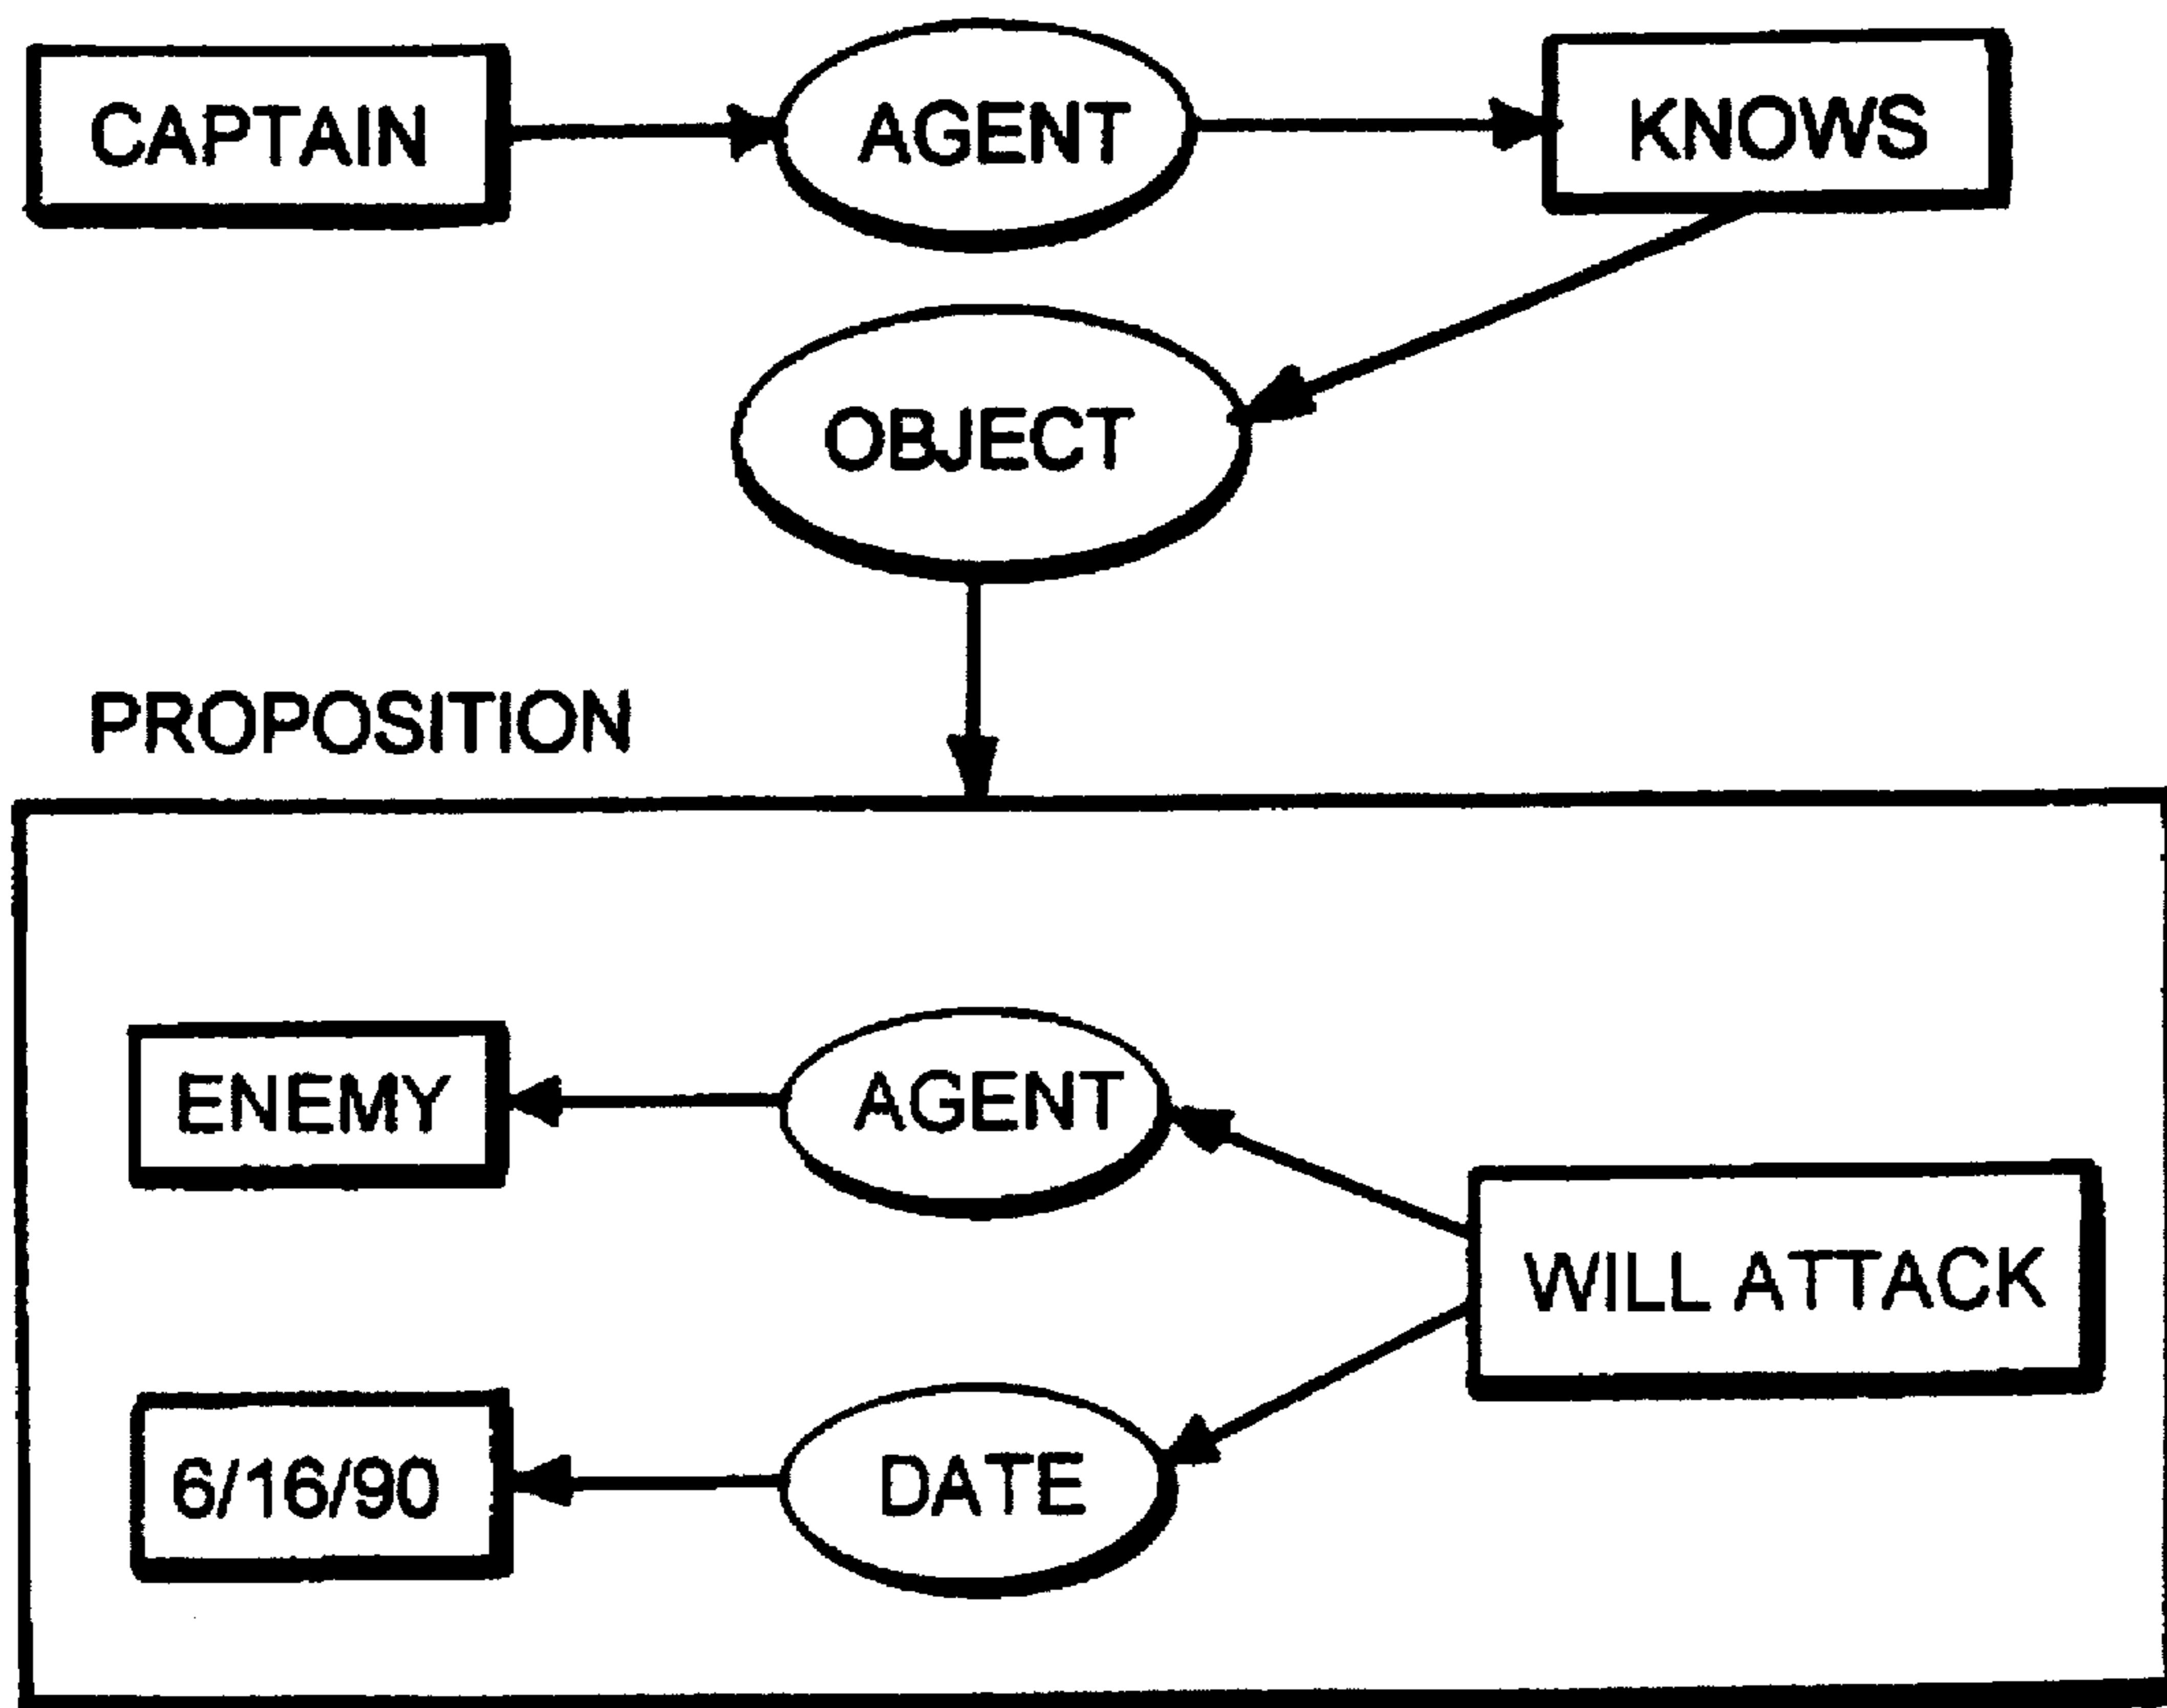 CAPTAIN
AGENT
KNOWS
OBJECT
PROPOSITION
ENEMY
AGENT
WILL ATTACK
6/16/90
DATE